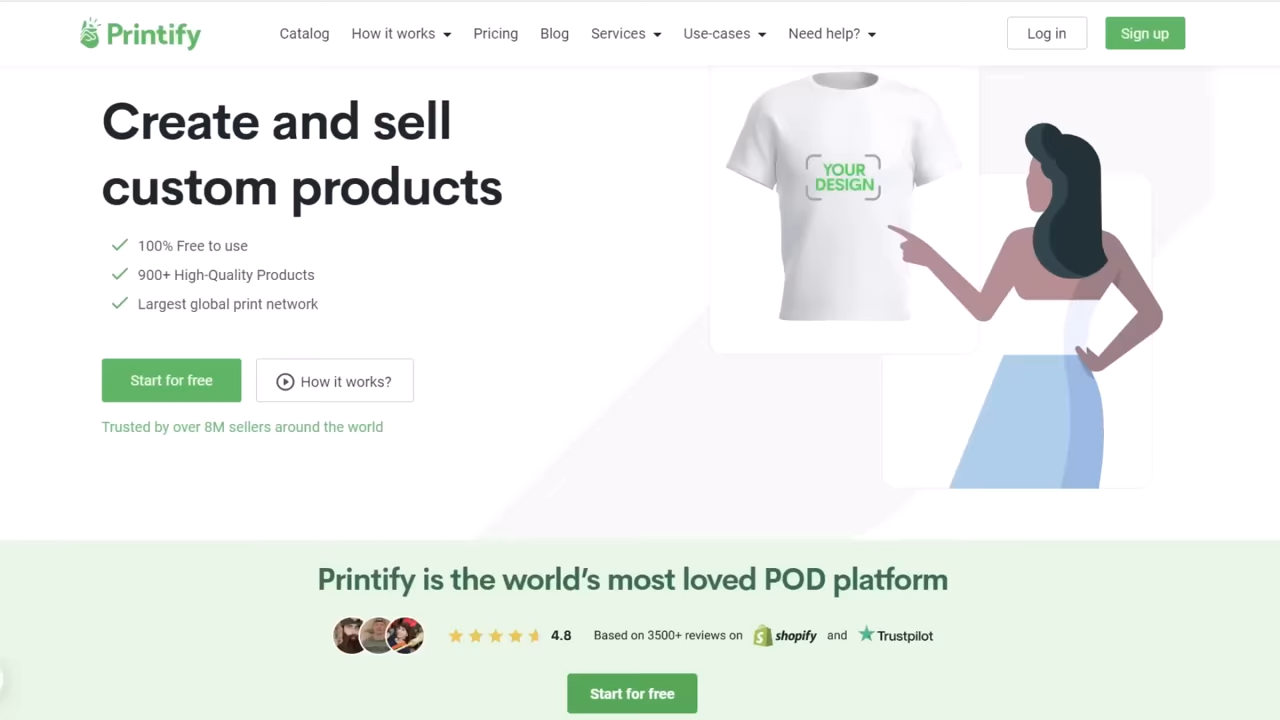 Printify
Catalog
How it works
Pricing
Blog
Services
Use-cases
Need help?
Log in
Sign up
Create and sell
custom products
100% Free to use
900+ High-Quality Products
Largest global print network
Start for free
How it works?
Trusted by over 8M sellers around the world
YOUR
DESIGN
Printify is the world's most loved POD platform
4.8
Based on 3500+ reviews on
shopify
and
Trustpilot
Start for free